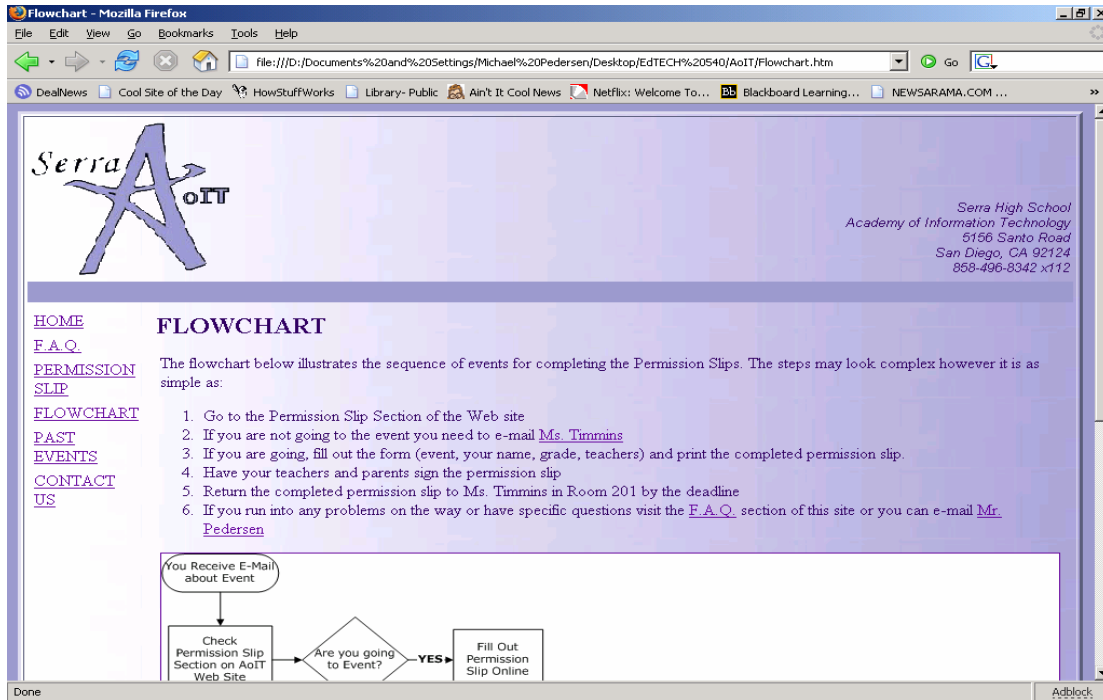 Flowchart - Mozilla Firefox
File Edit View Go Bookmarks Tools Help
file:///D:/Documents%20and%20Settings/Michael%20Pedersen/Desktop/EdTECH%20540/AoIT/Flowchart.htm Go G
DealNews Cool Site of the Day HowStuffWorks Library- Public Ain't It Cool News Netflix: Welcome To... Bb Blackboard Learning... NEWSARAMA.COM ... »
Serra
AoIT
Serra High School
Academy of Information Technology
5156 Santo Road
San Diego, CA 92124
858-496-8342 x112
HOME
F.A.Q.
PERMISSION
SLIP
FLOWCHART
PAST
EVENTS
CONTACT
US
FLOWCHART
The flowchart below illustrates the sequence of events for completing the Permission Slips. The steps may look complex however it is as
simple as:
1. Go to the Permission Slip Section of the Web site
2. If you are not going to the event you need to e-mail Ms. Timmins
3. If you are going, fill out the form (event, your name, grade, teachers) and print the completed permission slip.
4. Have your teachers and parents sign the permission slip
5. Return the completed permission slip to Ms. Timmins in Room 201 by the deadline
6. If you run into any problems on the way or have specific questions visit the F.A.Q. section of this site or you can e-mail Mr.
Pedersen
You Receive E-Mail
about Event
Check
Permission Slip
Section on AoIT
Web Site
Are you going
to Event?
YES
Fill Out
Permission
Slip Online
Done Adblock